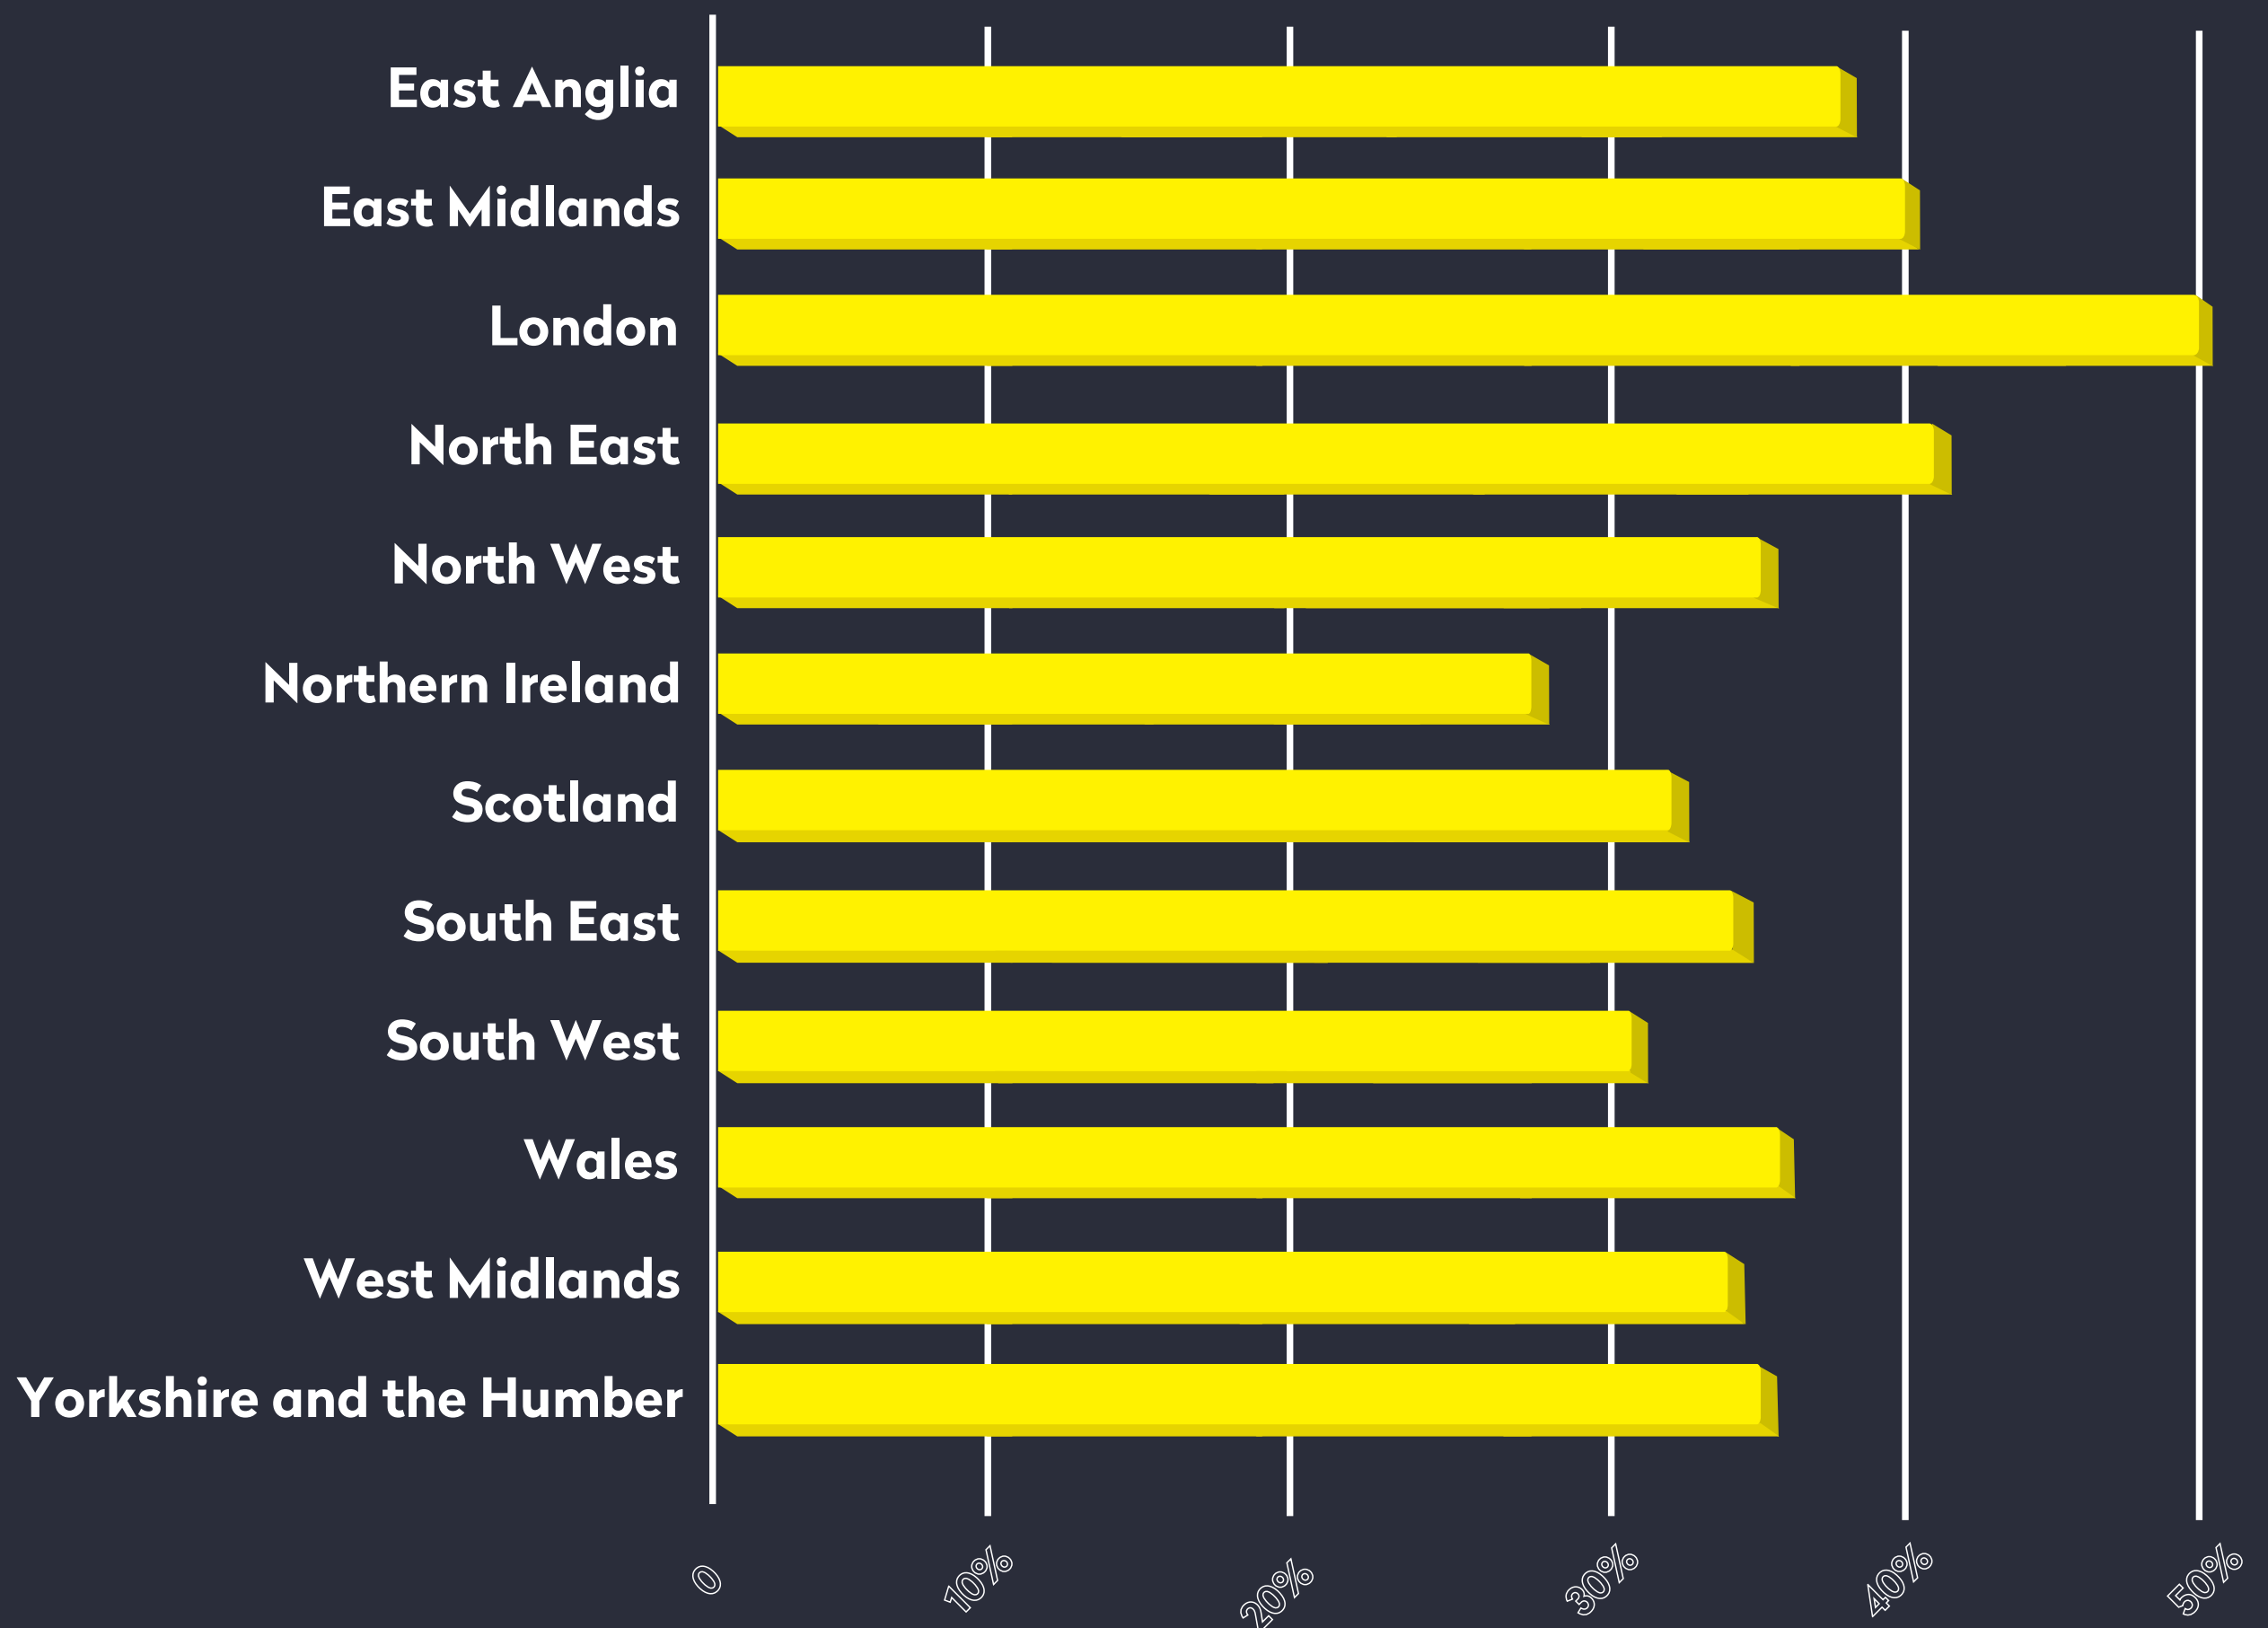 East Anglia
East Midlands
London
North East
North West
Northern Ireland
Scotland
South East
South West
Wales
West Midlands
Yorkshire and the Humber
0
10%
20%
30%
40%
50%